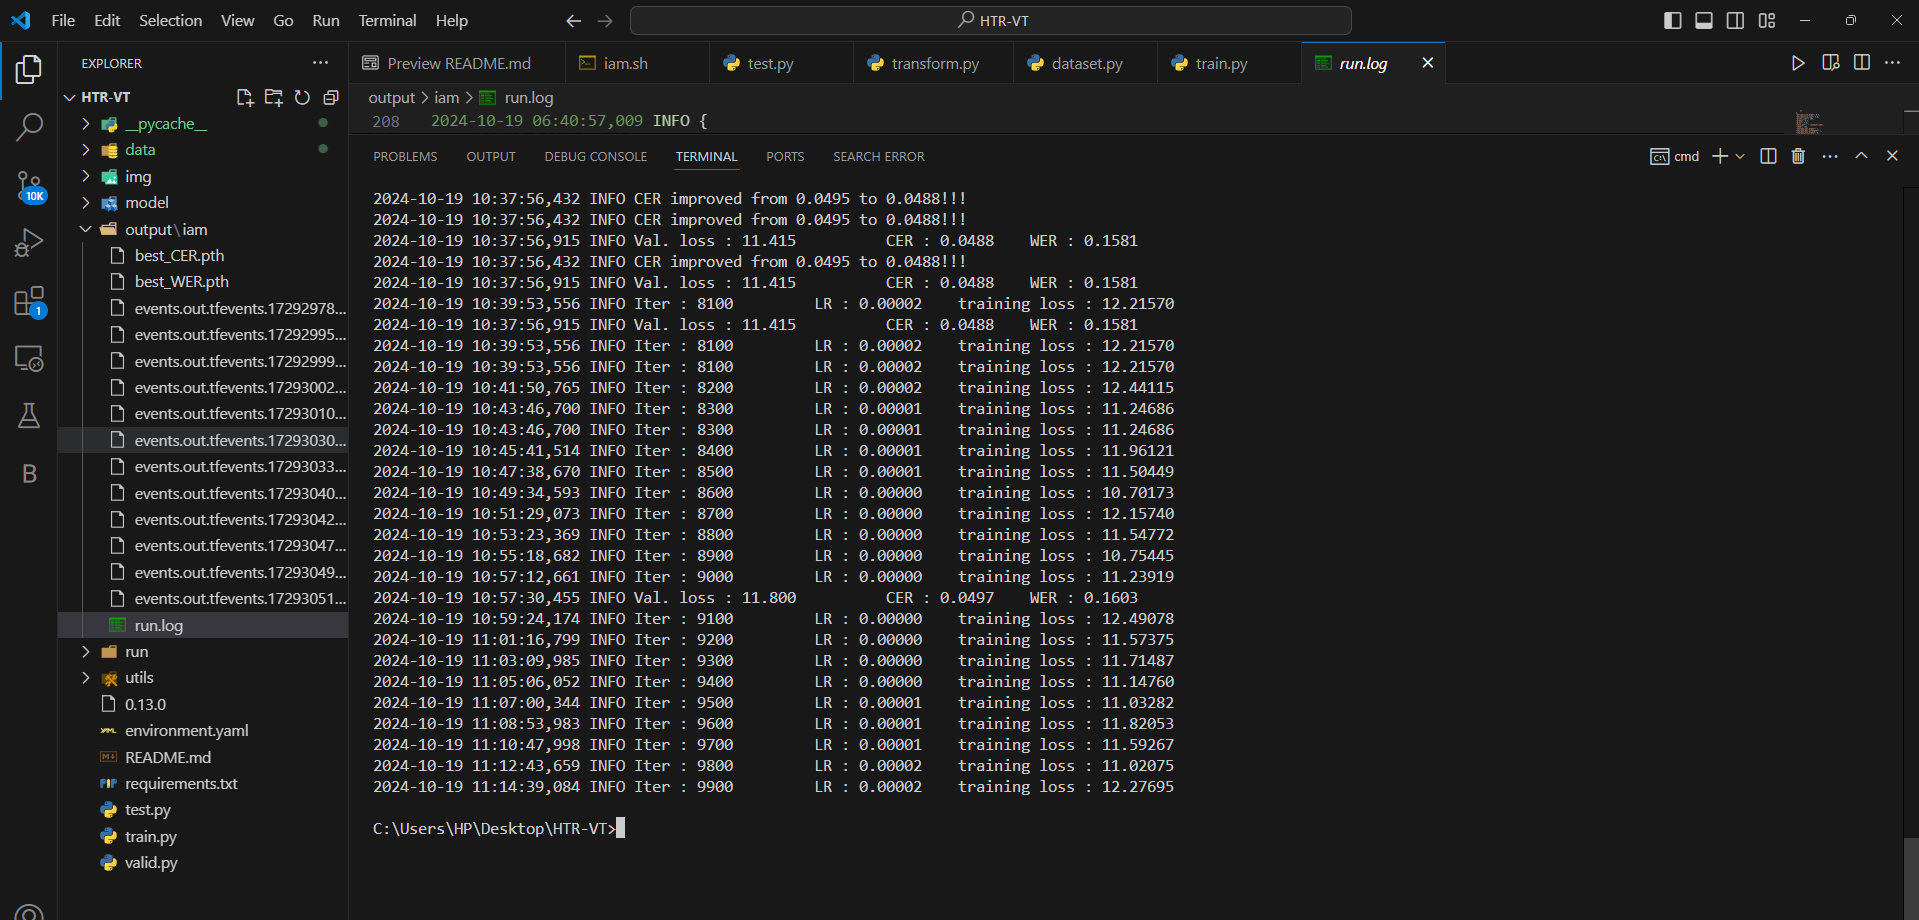 File Edit Selection View Go Run Terminal Help
HTR-VT
EXPLORER
HTR-VT
__pycache__
data
img
model
output\iam
best_CER.pth
best_WER.pth
events.out.tfevents.17292978...
events.out.tfevents.17292995...
events.out.tfevents.17292999...
events.out.tfevents.17293002...
events.out.tfevents.17293010...
events.out.tfevents.17293030...
events.out.tfevents.17293033...
events.out.tfevents.17293040...
events.out.tfevents.17293042...
events.out.tfevents.17293047...
events.out.tfevents.17293049...
events.out.tfevents.17293051...
run.log
run
utils
0.13.0
environment.yaml
README.md
requirements.txt
test.py
train.py
valid.py
10K
1
B
Preview README.md iam.sh test.py transform.py dataset.py train.py run.log
output > iam > run.log
208 2024-10-19 06:40:57,009 INFO {
PROBLEMS OUTPUT DEBUG CONSOLE TERMINAL PORTS SEARCH ERROR
cmd
2024-10-19 10:37:56,432 INFO CER improved from 0.0495 to 0.0488!!!
2024-10-19 10:37:56,432 INFO CER improved from 0.0495 to 0.0488!!!
2024-10-19 10:37:56,915 INFO Val. loss : 11.415 CER : 0.0488 WER : 0.1581
2024-10-19 10:37:56,432 INFO CER improved from 0.0495 to 0.0488!!!
2024-10-19 10:37:56,915 INFO Val. loss : 11.415 CER : 0.0488 WER : 0.1581
2024-10-19 10:39:53,556 INFO Iter : 8100 LR : 0.00002 training loss : 12.21570
2024-10-19 10:37:56,915 INFO Val. loss : 11.415 CER : 0.0488 WER : 0.1581
2024-10-19 10:39:53,556 INFO Iter : 8100 LR : 0.00002 training loss : 12.21570
2024-10-19 10:39:53,556 INFO Iter : 8100 LR : 0.00002 training loss : 12.21570
2024-10-19 10:41:50,765 INFO Iter : 8200 LR : 0.00002 training loss : 12.44115
2024-10-19 10:43:46,700 INFO Iter : 8300 LR : 0.00001 training loss : 11.24686
2024-10-19 10:43:46,700 INFO Iter : 8300 LR : 0.00001 training loss : 11.24686
2024-10-19 10:45:41,514 INFO Iter : 8400 LR : 0.00001 training loss : 11.96121
2024-10-19 10:47:38,670 INFO Iter : 8500 LR : 0.00001 training loss : 11.50449
2024-10-19 10:49:34,593 INFO Iter : 8600 LR : 0.00000 training loss : 10.70173
2024-10-19 10:51:29,073 INFO Iter : 8700 LR : 0.00000 training loss : 12.15740
2024-10-19 10:53:23,369 INFO Iter : 8800 LR : 0.00000 training loss : 11.54772
2024-10-19 10:55:18,682 INFO Iter : 8900 LR : 0.00000 training loss : 10.75445
2024-10-19 10:57:12,661 INFO Iter : 9000 LR : 0.00000 training loss : 11.23919
2024-10-19 10:57:30,455 INFO Val. loss : 11.800 CER : 0.0497 WER : 0.1603
2024-10-19 10:59:24,174 INFO Iter : 9100 LR : 0.00000 training loss : 12.49078
2024-10-19 11:01:16,799 INFO Iter : 9200 LR : 0.00000 training loss : 11.57375
2024-10-19 11:03:09,985 INFO Iter : 9300 LR : 0.00000 training loss : 11.71487
2024-10-19 11:05:06,052 INFO Iter : 9400 LR : 0.00000 training loss : 11.14760
2024-10-19 11:07:00,344 INFO Iter : 9500 LR : 0.00001 training loss : 11.03282
2024-10-19 11:08:53,983 INFO Iter : 9600 LR : 0.00001 training loss : 11.82053
2024-10-19 11:10:47,998 INFO Iter : 9700 LR : 0.00001 training loss : 11.59267
2024-10-19 11:12:43,659 INFO Iter : 9800 LR : 0.00002 training loss : 11.02075
2024-10-19 11:14:39,084 INFO Iter : 9900 LR : 0.00002 training loss : 12.27695
C:\Users\HP\Desktop\HTR-VT>